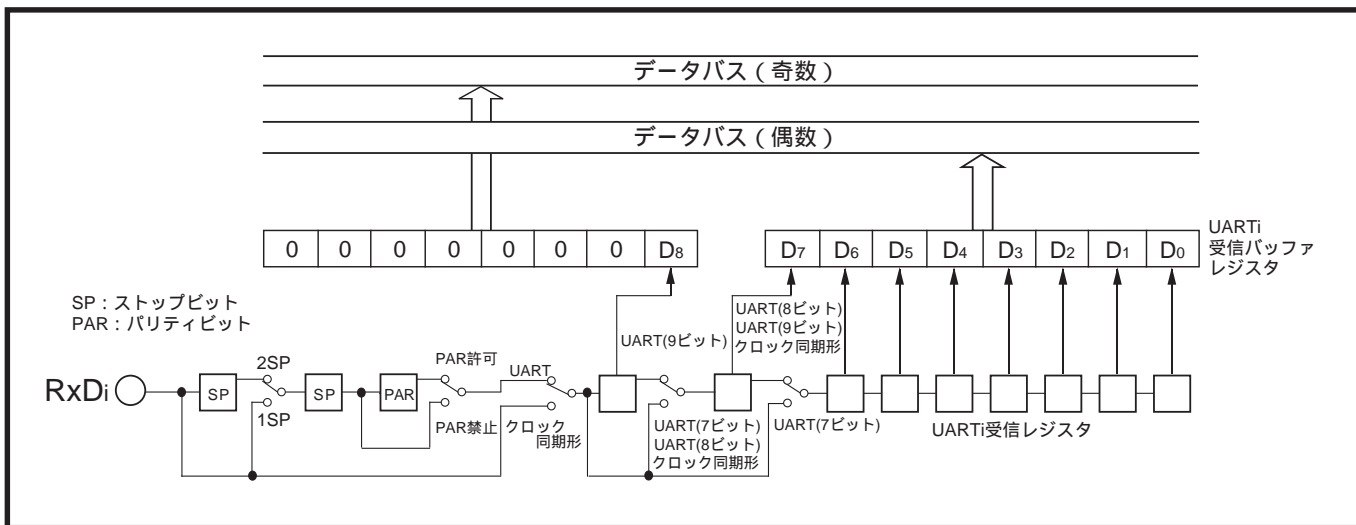 データバス（奇数）
データバス（偶数）
0 0 0 0 0 0 0 D8
D7 D6 D5 D4 D3 D2 D1 D0
UARTi
受信バッファ
レジスタ
SP：ストップビット
PAR：パリティビット
UART(9ビット)
UART(8ビット)
UART(9ビット)
クロック同期形
RxDi
SP
2SP
1SP
SP
PAR
PAR許可
PAR禁止
UART
クロック
同期形
UART(7ビット)
UART(8ビット)
クロック同期形
UART(7ビット)
UARTi受信レジスタ